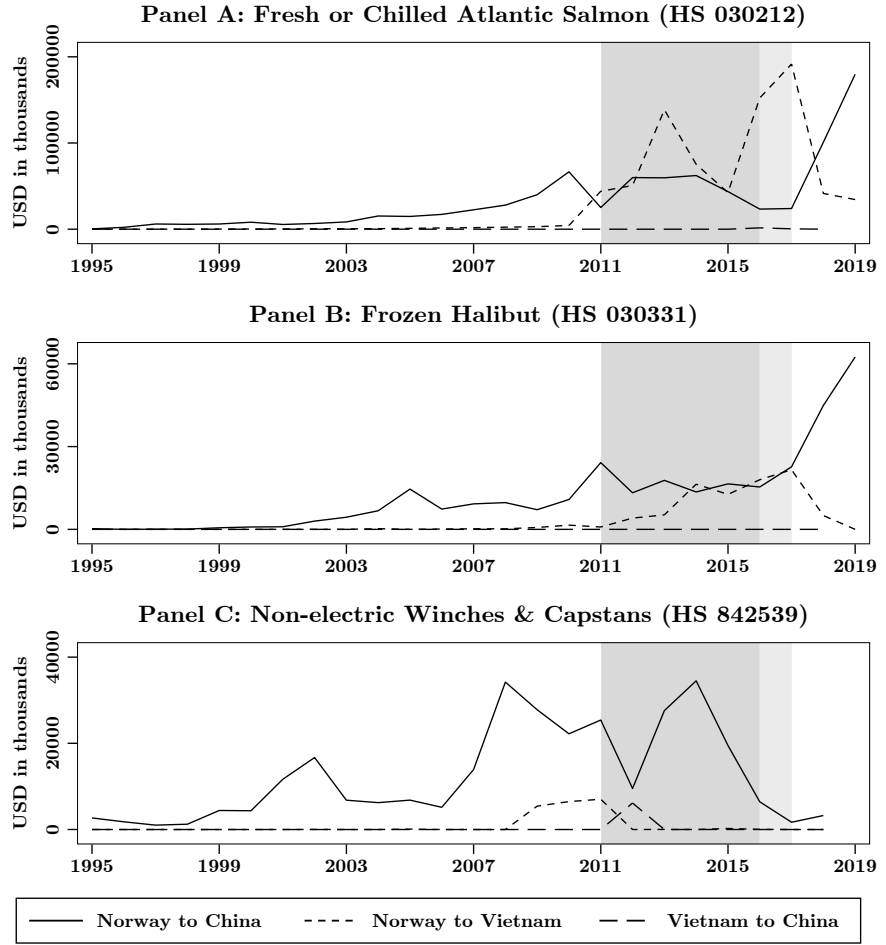 Panel A: Fresh or Chilled Atlantic Salmon (HS 030212)
USD in thousands
200000
100000
0
1995 1999 2003 2007 2011 2015 2019
Panel B: Frozen Halibut (HS 030331)
USD in thousands
60000
30000
0
1995 1999 2003 2007 2011 2015 2019
Panel C: Non-electric Winches & Capstans (HS 842539)
USD in thousands
40000
20000
0
1995 1999 2003 2007 2011 2015 2019
Norway to China Norway to Vietnam Vietnam to China